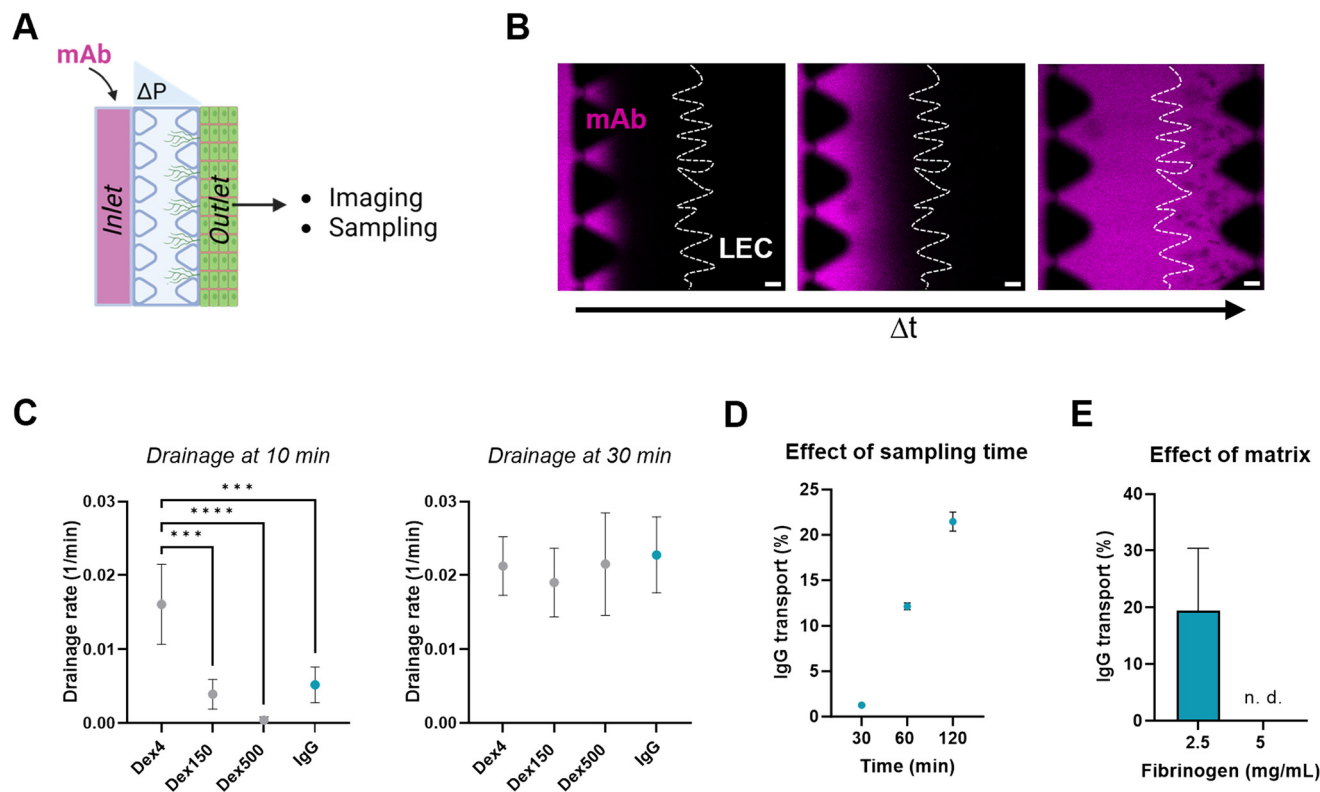 A
mAb
ΔP
Inlet
Outlet
• Imaging
• Sampling
B
mAb
LEC
Δt
C
Drainage at 10 min
Drainage rate (1/min)
0.03
0.02
0.01
0.00
***
****
***
Dex4
Dex150
Dex500
IgG
Drainage at 30 min
Drainage rate (1/min)
0.03
0.02
0.01
0.00
Dex4
Dex150
Dex500
IgG
D
Effect of sampling time
IgG transport (%)
25
20
15
10
5
0
30 60 120
Time (min)
E
Effect of matrix
IgG transport (%)
40
30
20
10
0
n. d.
2.5 5
Fibrinogen (mg/mL)